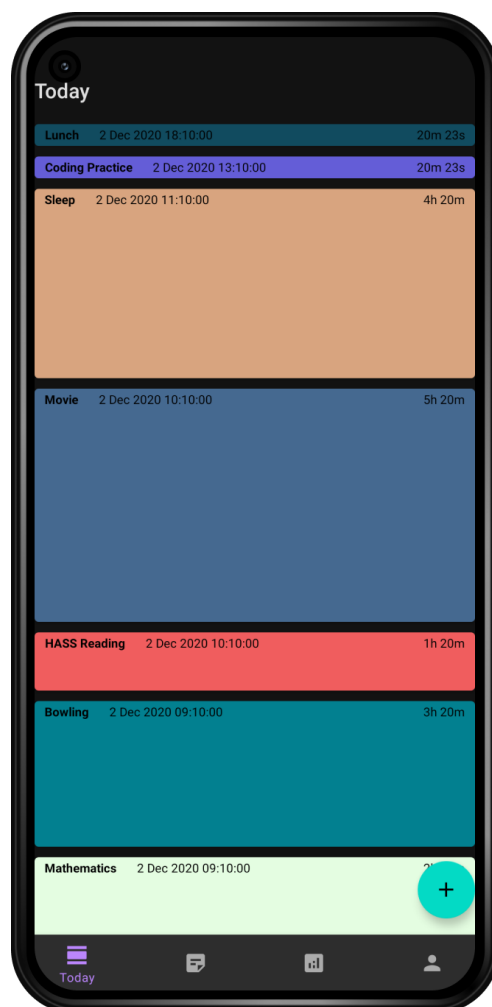 Today
Lunch 2 Dec 2020 18:10:00 20m 23s
Coding Practice 2 Dec 2020 13:10:00 20m 23s
Sleep 2 Dec 2020 11:10:00 4h 20m
Movie 2 Dec 2020 10:10:00 5h 20m
HASS Reading 2 Dec 2020 10:10:00 1h 20m
Bowling 2 Dec 2020 09:10:00 3h 20m
Mathematics 2 Dec 2020 09:10:00
+
Today